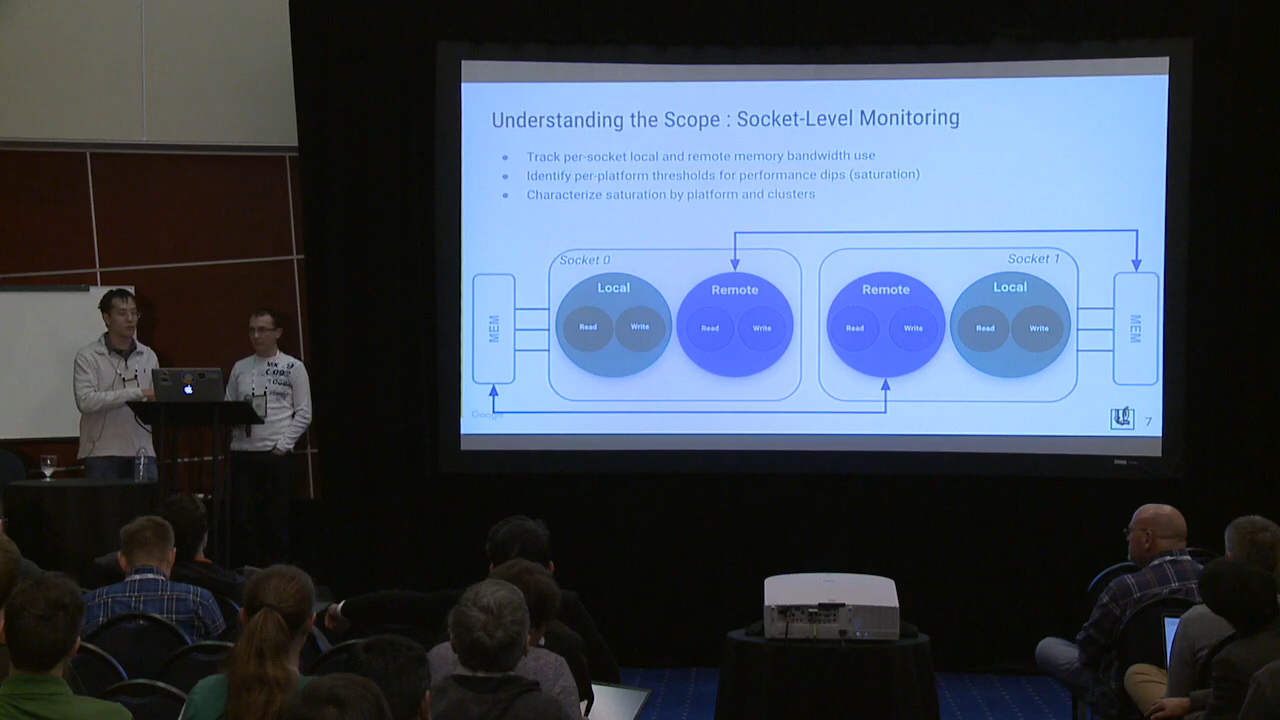 Understanding the Scope : Socket-Level Monitoring
Track per-socket local and remote memory bandwidth use
Identify per-platform thresholds for performance dips (saturation)
Characterize saturation by platform and clusters
Socket 0
Socket 1
Local
Remote
Remote
Local
MEM
Read
Write
Read
Write
Read
Write
Read
Write
MEM
Google
7